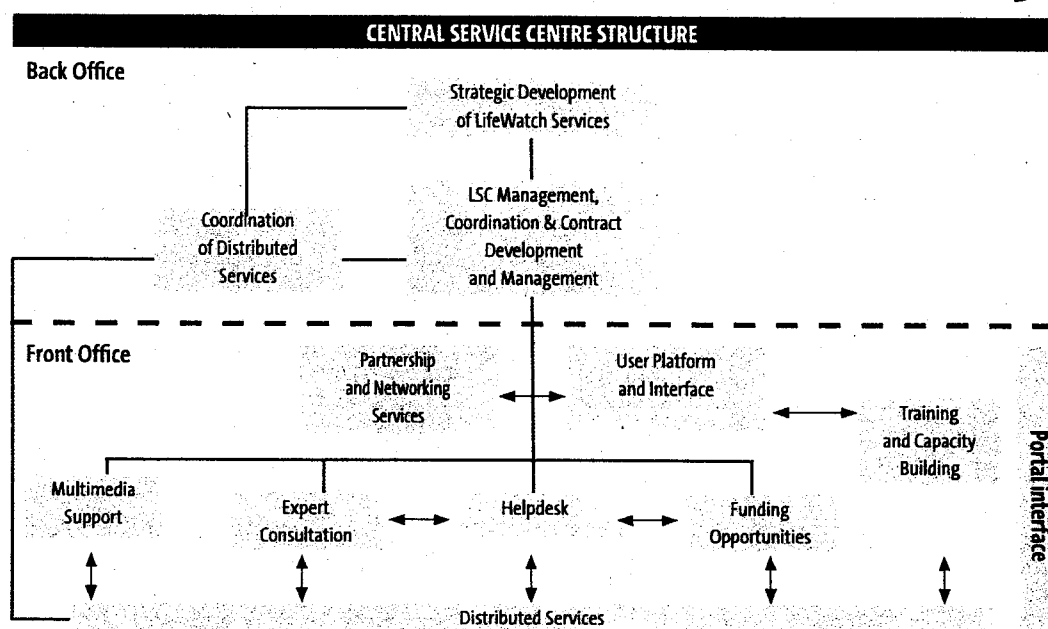 CENTRAL SERVICE CENTRE STRUCTURE
Back Office
Strategic Development
of LifeWatch Services
LSC Management,
Coordination & Contract
Development
and Management
Coordination
of Distributed
Services
Front Office
Partnership
and Networking
Services
User Platform
and Interface
Training
and Capacity
Building
Portal interface
Multimedia
Support
Expert
Consultation
Helpdesk
Funding
Opportunities
Distributed Services